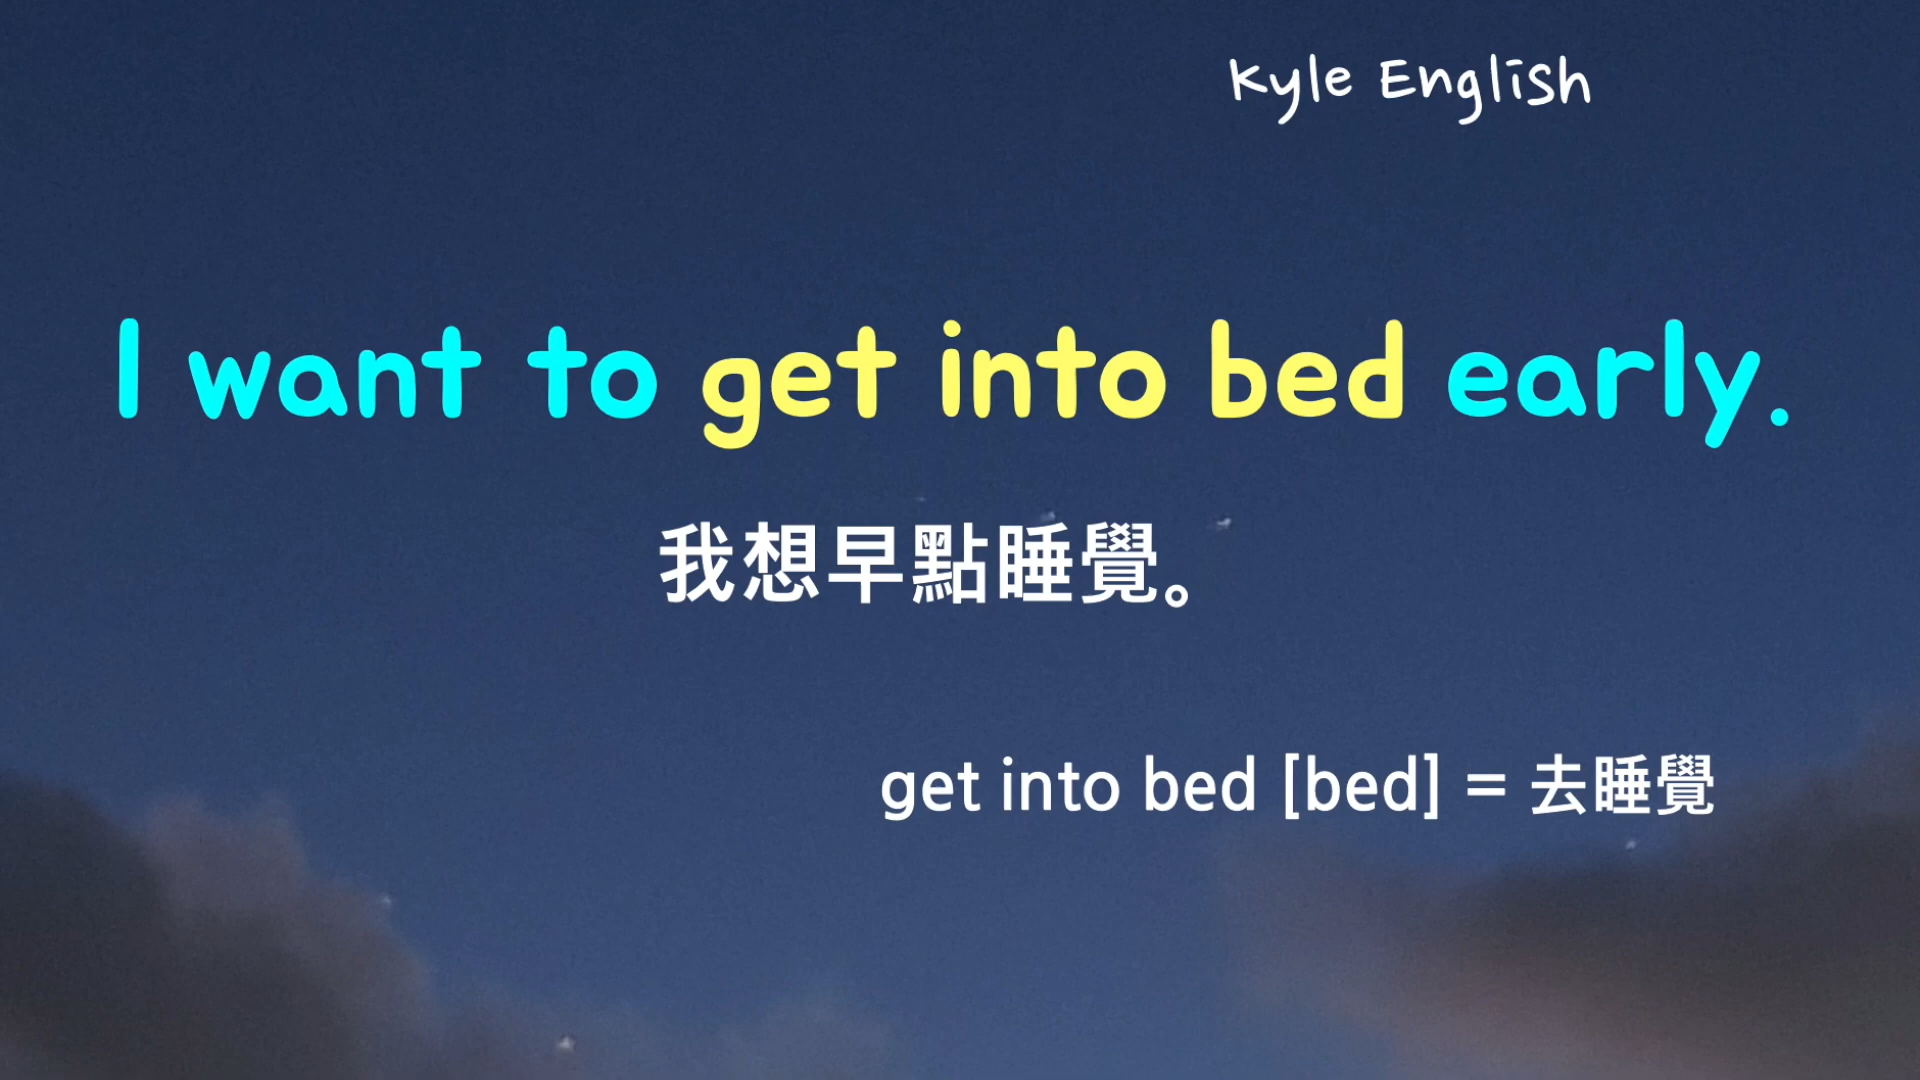 Kyle English
I want to get into bed early.
我想早點睡覺。
get into bed [bed] = 去睡覺